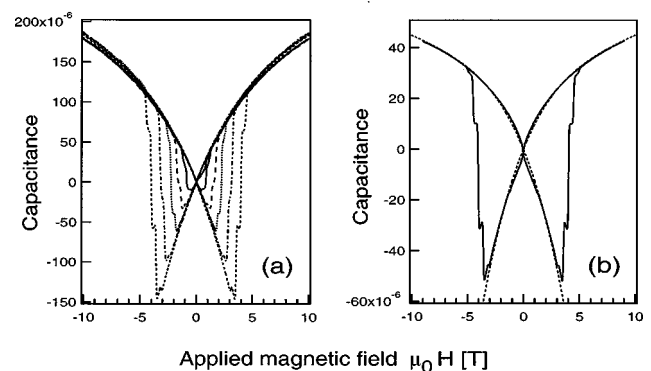 200x10-6
150
100
50
0
-50
-100
-150
Capacitance
(a)
-10 -5 0 5 10
40
20
0
-20
-40
-60x10-6
Capacitance
(b)
-10 -5 0 5 10
Applied magnetic field μ0 H [T]